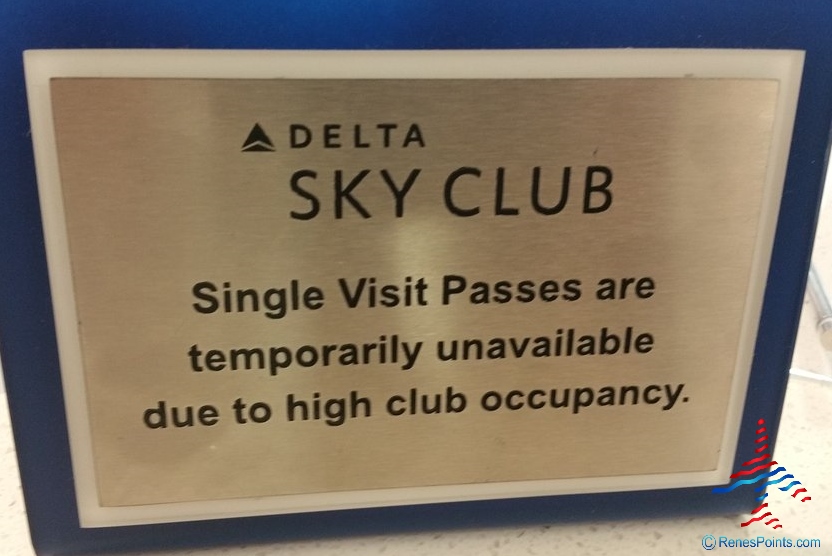 DELTA
SKY CLUB
Single Visit Passes are
temporarily unavailable
due to high club occupancy.
© RenesPoints.com